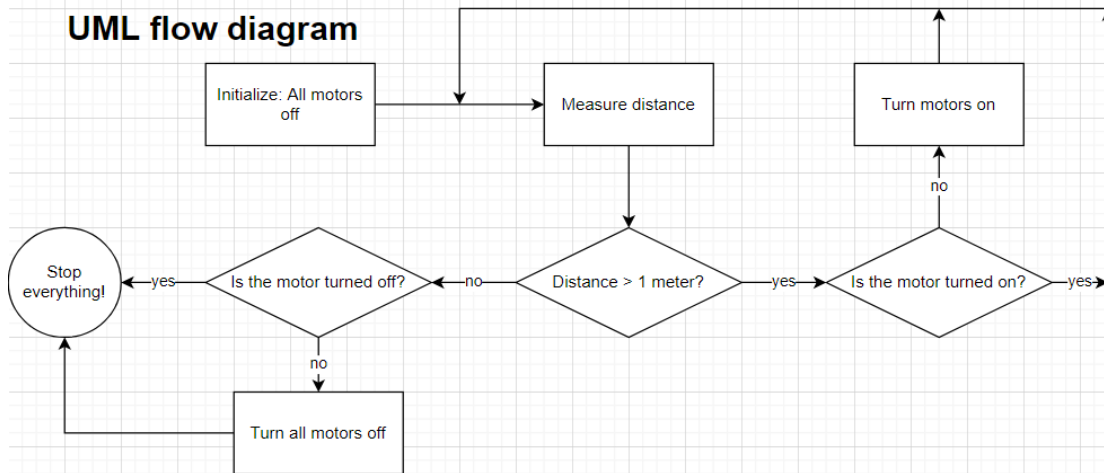 UML flow diagram
Initialize: All motors
off
Measure distance
Turn motors on
no
Stop
everything!
yes
Is the motor turned off?
no
Distance > 1 meter?
yes
Is the motor turned on?
yes
no
Turn all motors off